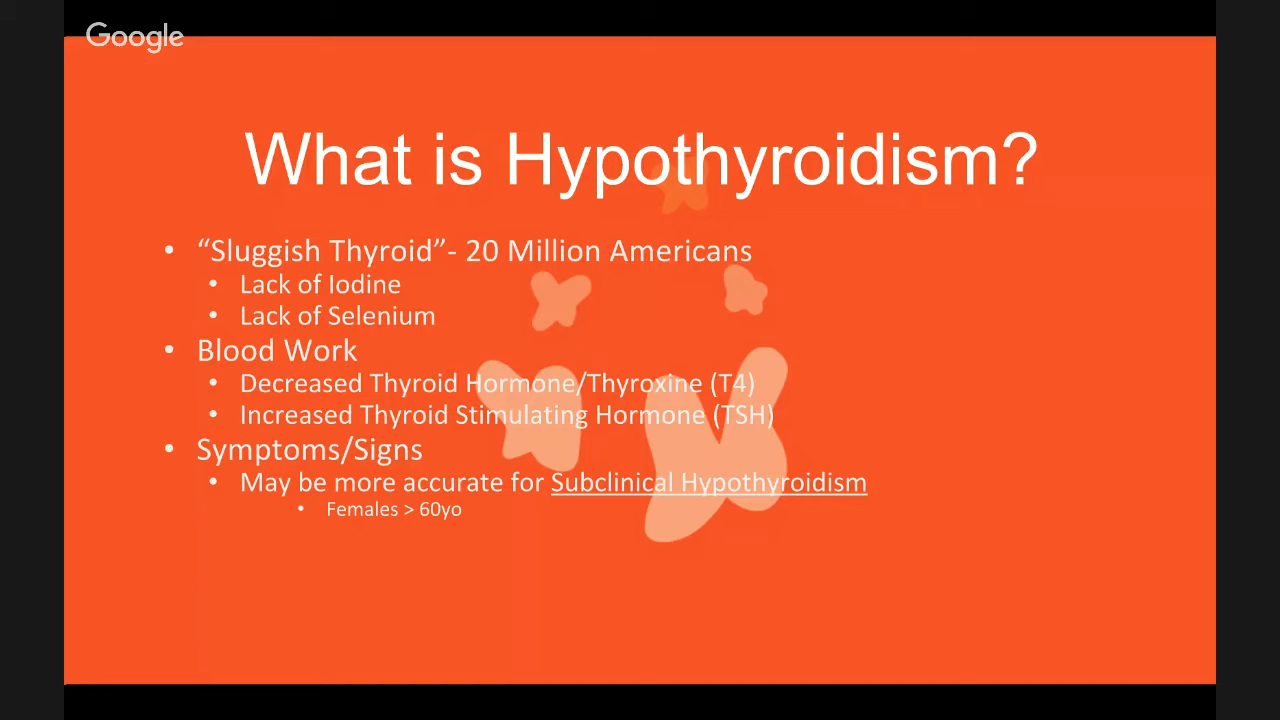 Google
What is Hypothyroidism?
• “Sluggish Thyroid”- 20 Million Americans
• Lack of Iodine
• Lack of Selenium
• Blood Work
• Decreased Thyroid Hormone/Thyroxine (T4)
• Increased Thyroid Stimulating Hormone (TSH)
• Symptoms/Signs
• May be more accurate for Subclinical Hypothyroidism
• Females > 60yo